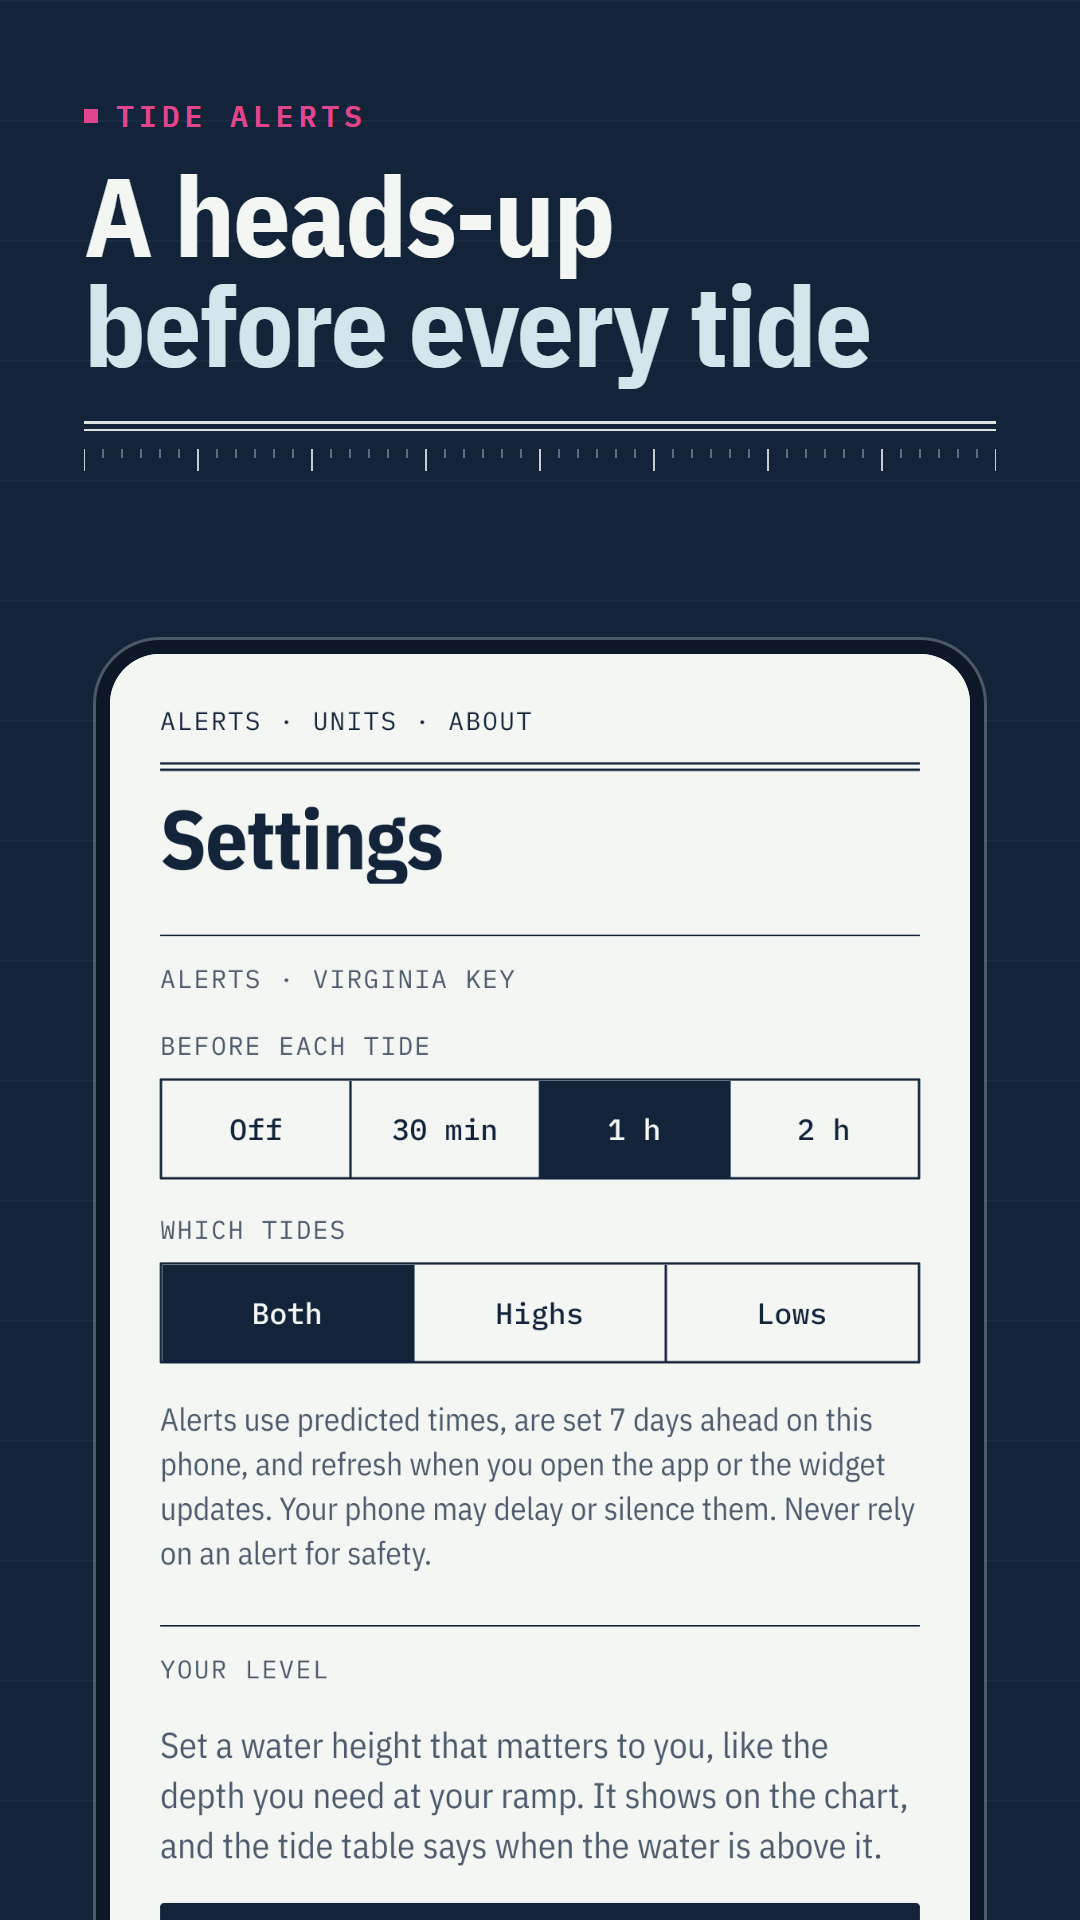 TIDE ALERTS
A heads-up
before every tide
ALERTS · UNITS · ABOUT
Settings
ALERTS · VIRGINIA KEY
BEFORE EACH TIDE
Off 30 min 1 h 2 h
WHICH TIDES
Both Highs Lows
Alerts use predicted times, are set 7 days ahead on this
phone, and refresh when you open the app or the widget
updates. Your phone may delay or silence them. Never rely
on an alert for safety.
YOUR LEVEL
Set a water height that matters to you, like the
depth you need at your ramp. It shows on the chart,
and the tide table says when the water is above it.